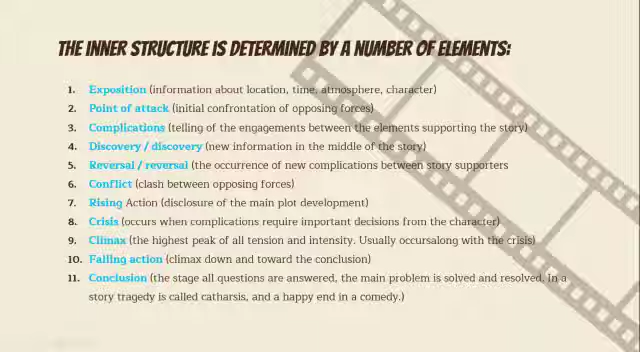 THE INNER STRUCTURE IS DETERMINED BY A NUMBER OF ELEMENTS:
1. Exposition (information about location, time, atmosphere, character)
2. Point of attack (initial confrontation of opposing forces)
3. Complications (telling of the engagements between the elements supporting the story)
4. Discovery / discovery (new information in the middle of the story)
5. Reversal / reversal (the occurrence of new complications between story supporters
6. Conflict (clash between opposing forces)
7. Rising Action (disclosure of the main plot development)
8. Crisis (occurs when complications require important decisions from the character)
9. Climax (the highest peak of all tension and intensity. Usually occursalong with the crisis)
10. Falling action (climax down and toward the conclusion)
11. Conclusion (the stage all questions are answered, the main problem is solved and resolved. In a
story tragedy is called catharsis, and a happy end in a comedy.)